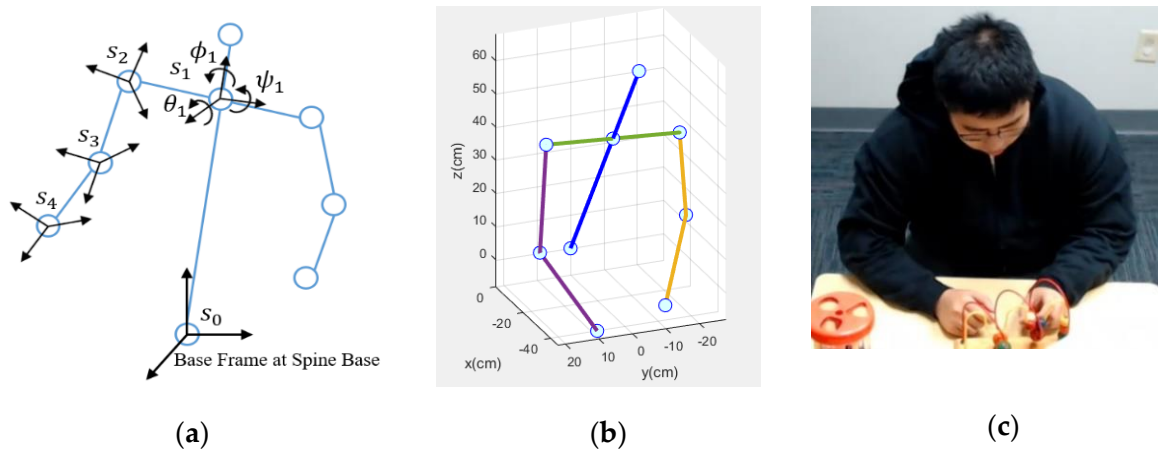 s₂
s₁
ϕ₁
ψ₁
θ₁
s₃
s₄
s₀
Base Frame at Spine Base
60
50
40
30
20
10
0
z(cm)
0
-20
-40
x(cm)
20
10
0
-10
-20
y(cm)
(a)
(b)
(c)